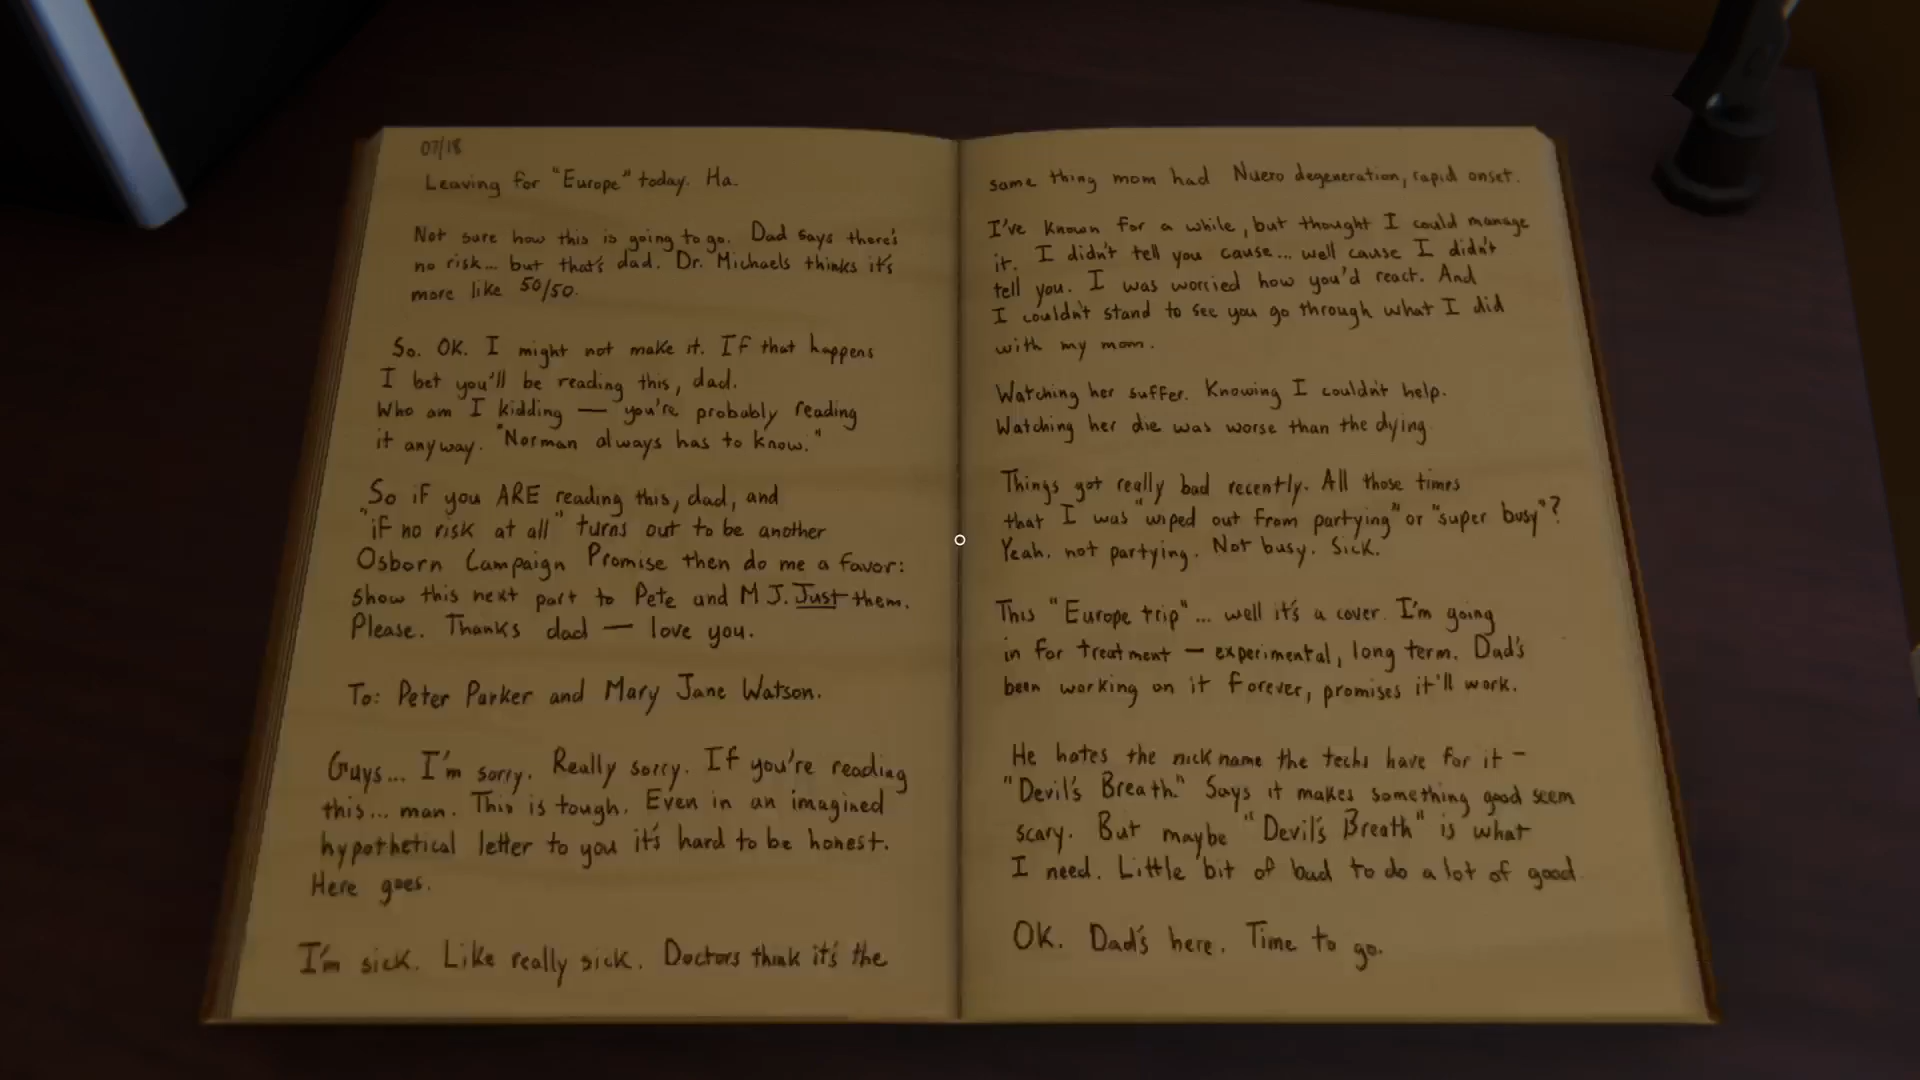 07/18
Leaving for "Europe" today. Ha.
Not sure how this is going to go. Dad says there's
no risk... but that's dad. Dr. Michaels thinks it's
more like 50/50.
So. OK. I might not make it. If that happens
I bet you'll be reading this, dad.
Who am I kidding — you're probably reading
it anyway. "Norman always has to know."
So if you ARE reading this, dad, and
"if no risk at all" turns out to be another
Osborn Campaign Promise then do me a favor:
show this next part to Pete and MJ. Just them.
Please. Thanks dad — love you.
To: Peter Parker and Mary Jane Watson.
Guys... I'm sorry. Really sorry. If you're reading
this... man. This is tough. Even in an imagined
hypothetical letter to you it's hard to be honest.
Here goes.
I'm sick. Like really sick. Doctors think it's the
same thing mom had Nuero degeneration, rapid onset.
I've known for a while, but thought I could manage
it. I didn't tell you cause... well cause I didn't
tell you. I was worried how you'd react. And
I couldn't stand to see you go through what I did
with my mom.
Watching her suffer. Knowing I couldn't help.
Watching her die was worse than the dying.
Things got really bad recently. All those times
that I was "wiped out from partying" or "super busy"?
Yeah. not partying. Not busy. Sick.
This "Europe trip"... well it's a cover. I'm going
in for treatment — experimental, long term. Dad's
been working on it forever, promises it'll work.
He hates the nickname the techs have for it —
"Devil's Breath." Says it makes something good seem
scary. But maybe "Devil's Breath" is what
I need. Little bit of bad to do a lot of good.
OK. Dad's here. Time to go.